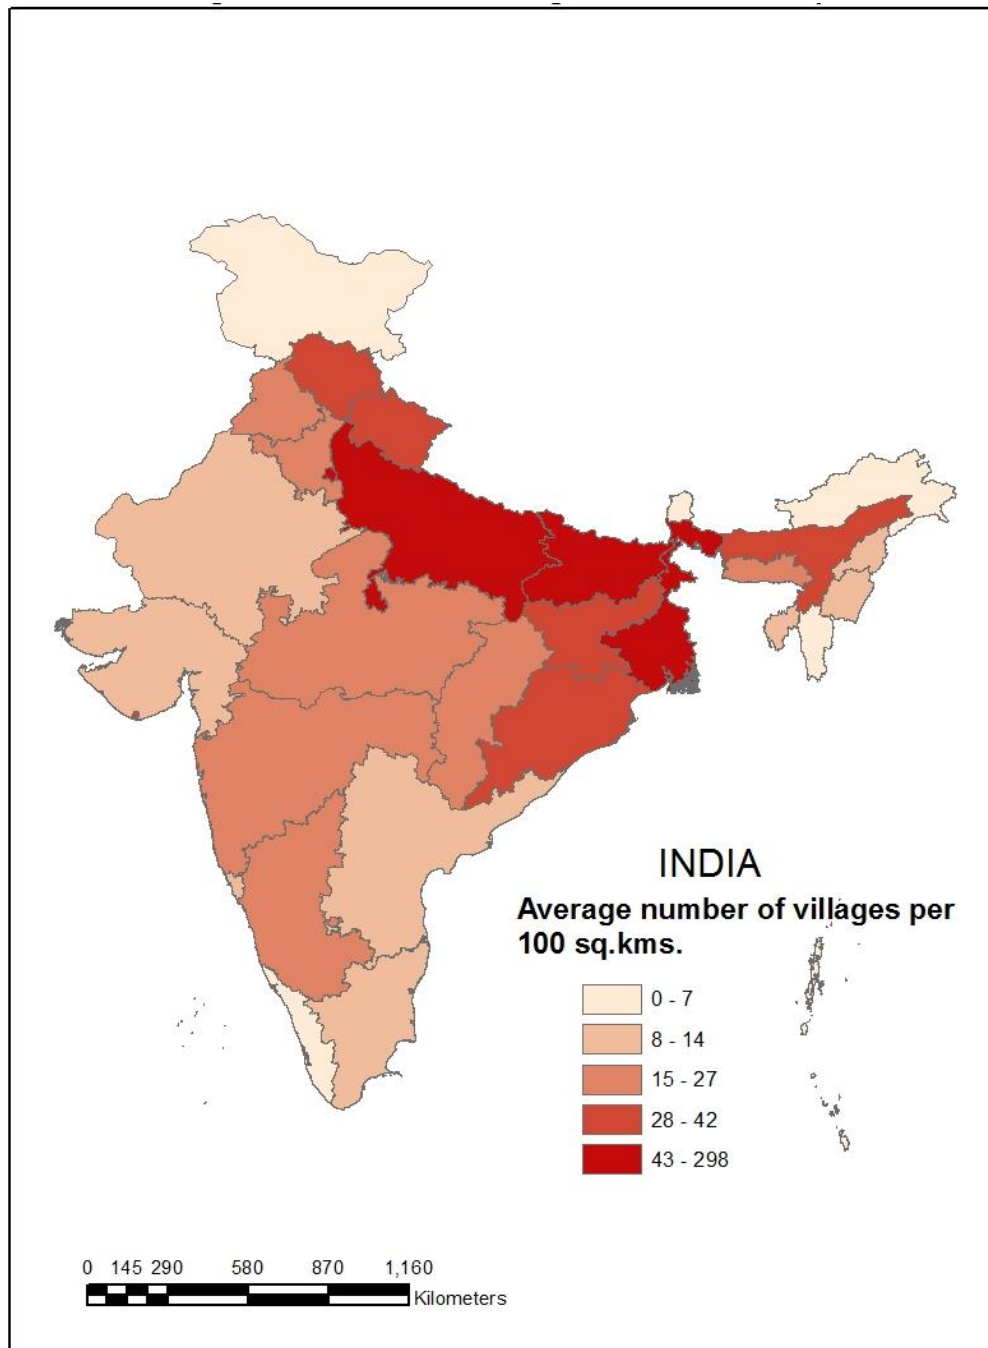 INDIA
Average number of villages per
100 sq.kms.
0 - 7
8 - 14
15 - 27
28 - 42
43 - 298
0 145 290 580 870 1,160
Kilometers